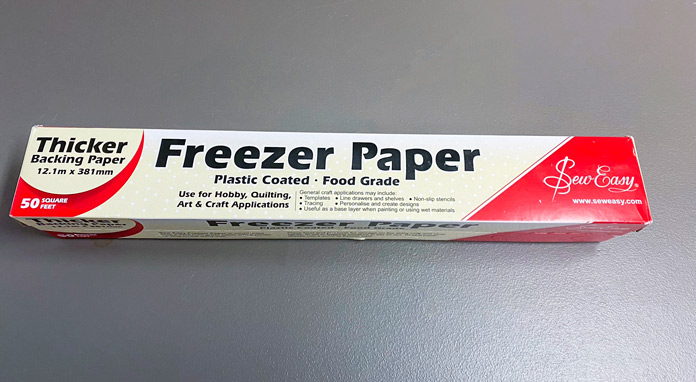 Thicker
Backing Paper
12.1m x 381mm
50 SQUARE FEET
Freezer Paper
Plastic Coated · Food Grade
Use for Hobby, Quilting,
Art & Craft Applications
General craft applications may include:
• Templates • Line drawers and shelves • Non-slip stencils
• Tracing • Personalise and create designs
• Useful as a base layer when painting or using wet materials
Sew Easy
www.seweasy.com
Thicker
Freezer Paper